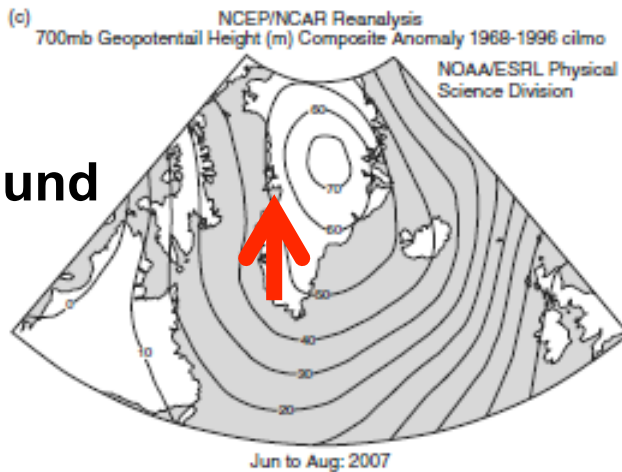 (c)
NCEP/NCAR Reanalysis
700mb Geopotentail Height (m) Composite Anomaly 1968-1996 cilmo
NOAA/ESRL Physical
Science Division
und
60
70
60
50
40
30
20
10
0
Jun to Aug: 2007